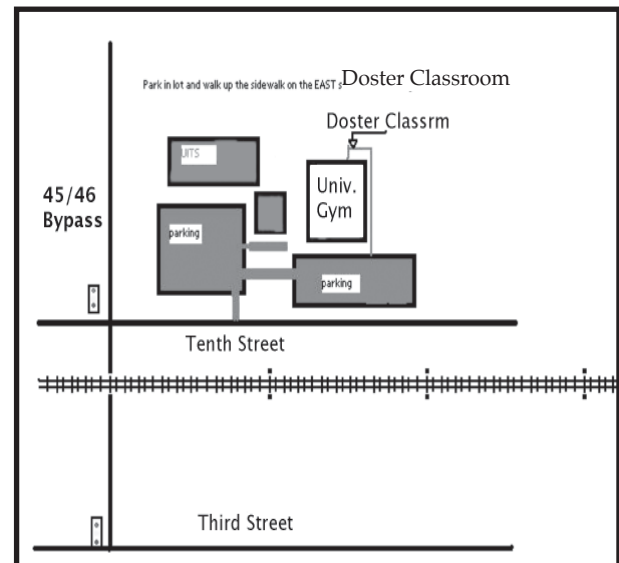 Park in lot and walk up the sidewalk on the EAST s Doster Classroom
Doster Classrm
UITS
Univ.
Gym
45/46
Bypass
parking
parking
Tenth Street
Third Street